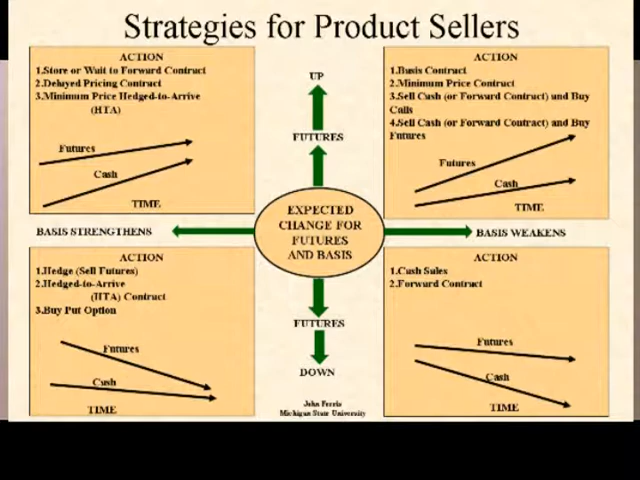 Strategies for Product Sellers
ACTION
1.Store or Wait to Forward Contract
2.Delayed Pricing Contract
3.Minimum Price Hedged-to-Arrive
(HTA)
Futures
Cash
TIME
UP
FUTURES
ACTION
1.Basis Contract
2.Minimum Price Contract
3.Sell Cash (or Forward Contract) and Buy
Calls
4.Sell Cash (or Forward Contract) and Buy
Futures
Futures
Cash
TIME
BASIS STRENGTHENS
EXPECTED
CHANGE FOR
FUTURES
AND BASIS
BASIS WEAKENS
ACTION
1.Hedge (Sell Futures)
2.Hedged-to-Arrive
(HTA) Contract
3.Buy Put Option
Futures
Cash
TIME
FUTURES
DOWN
John Ferris
Michigan State University
ACTION
1.Cash Sales
2.Forward Contract
Futures
Cash
TIME